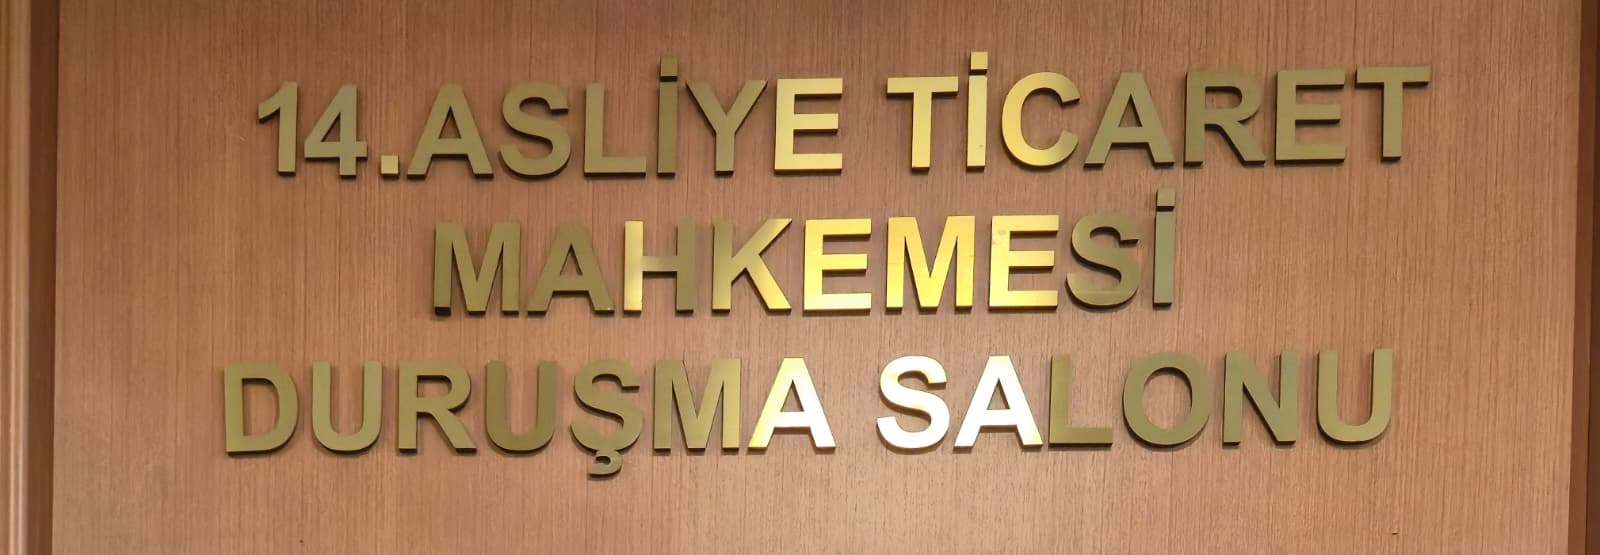 14.ASLİYE TİCARET
MAHKEMESİ
DURUŞMA SALONU